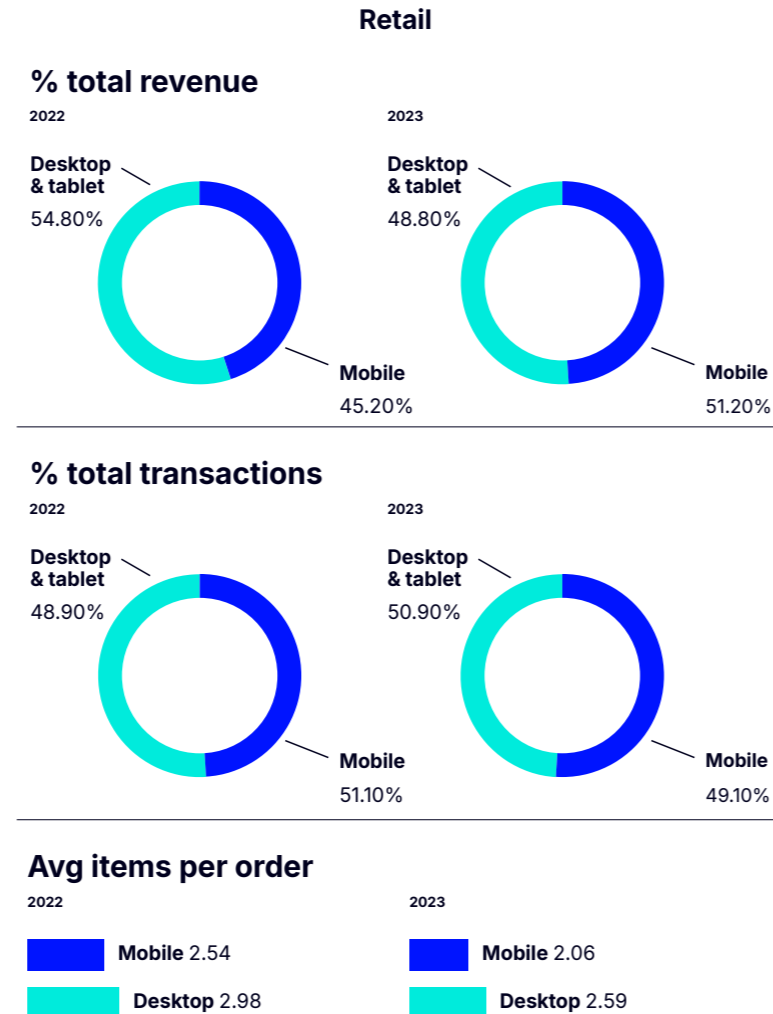 Retail
% total revenue
2022
2023
Desktop
& tablet
54.80%
Mobile
45.20%
Desktop
& tablet
48.80%
Mobile
51.20%
% total transactions
2022
2023
Desktop
& tablet
48.90%
Mobile
51.10%
Desktop
& tablet
50.90%
Mobile
49.10%
Avg items per order
2022
2023
Mobile 2.54
Desktop 2.98
Mobile 2.06
Desktop 2.59